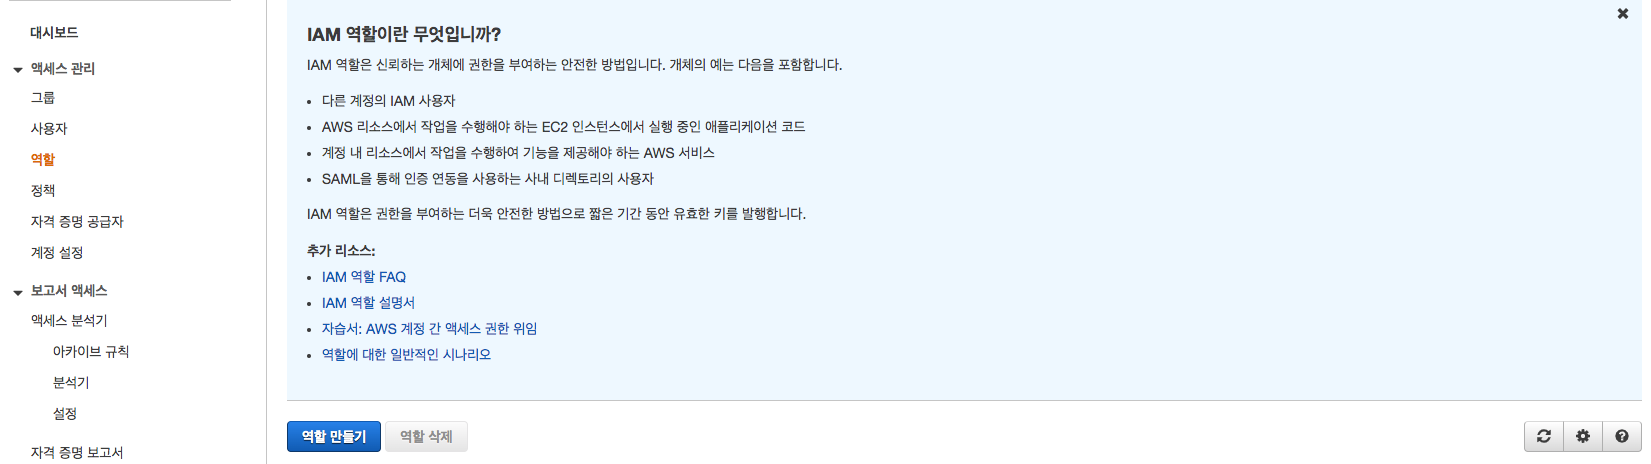 대시보드
액세스 관리
그룹
사용자
역할
정책
자격 증명 공급자
계정 설정
보고서 액세스
액세스 분석기
아카이브 규칙
분석기
설정
자격 증명 보고서
IAM 역할이란 무엇입니까?
IAM 역할은 신뢰하는 개체에 권한을 부여하는 안전한 방법입니다. 개체의 예는 다음을 포함합니다.
다른 계정의 IAM 사용자
AWS 리소스에서 작업을 수행해야 하는 EC2 인스턴스에서 실행 중인 애플리케이션 코드
계정 내 리소스에서 작업을 수행하여 기능을 제공해야 하는 AWS 서비스
SAML을 통해 인증 연동을 사용하는 사내 디렉토리의 사용자
IAM 역할은 권한을 부여하는 더욱 안전한 방법으로 짧은 기간 동안 유효한 키를 발행합니다.
추가 리소스:
IAM 역할 FAQ
IAM 역할 설명서
자습서: AWS 계정 간 액세스 권한 위임
역할에 대한 일반적인 시나리오
역할 만들기 역할 삭제